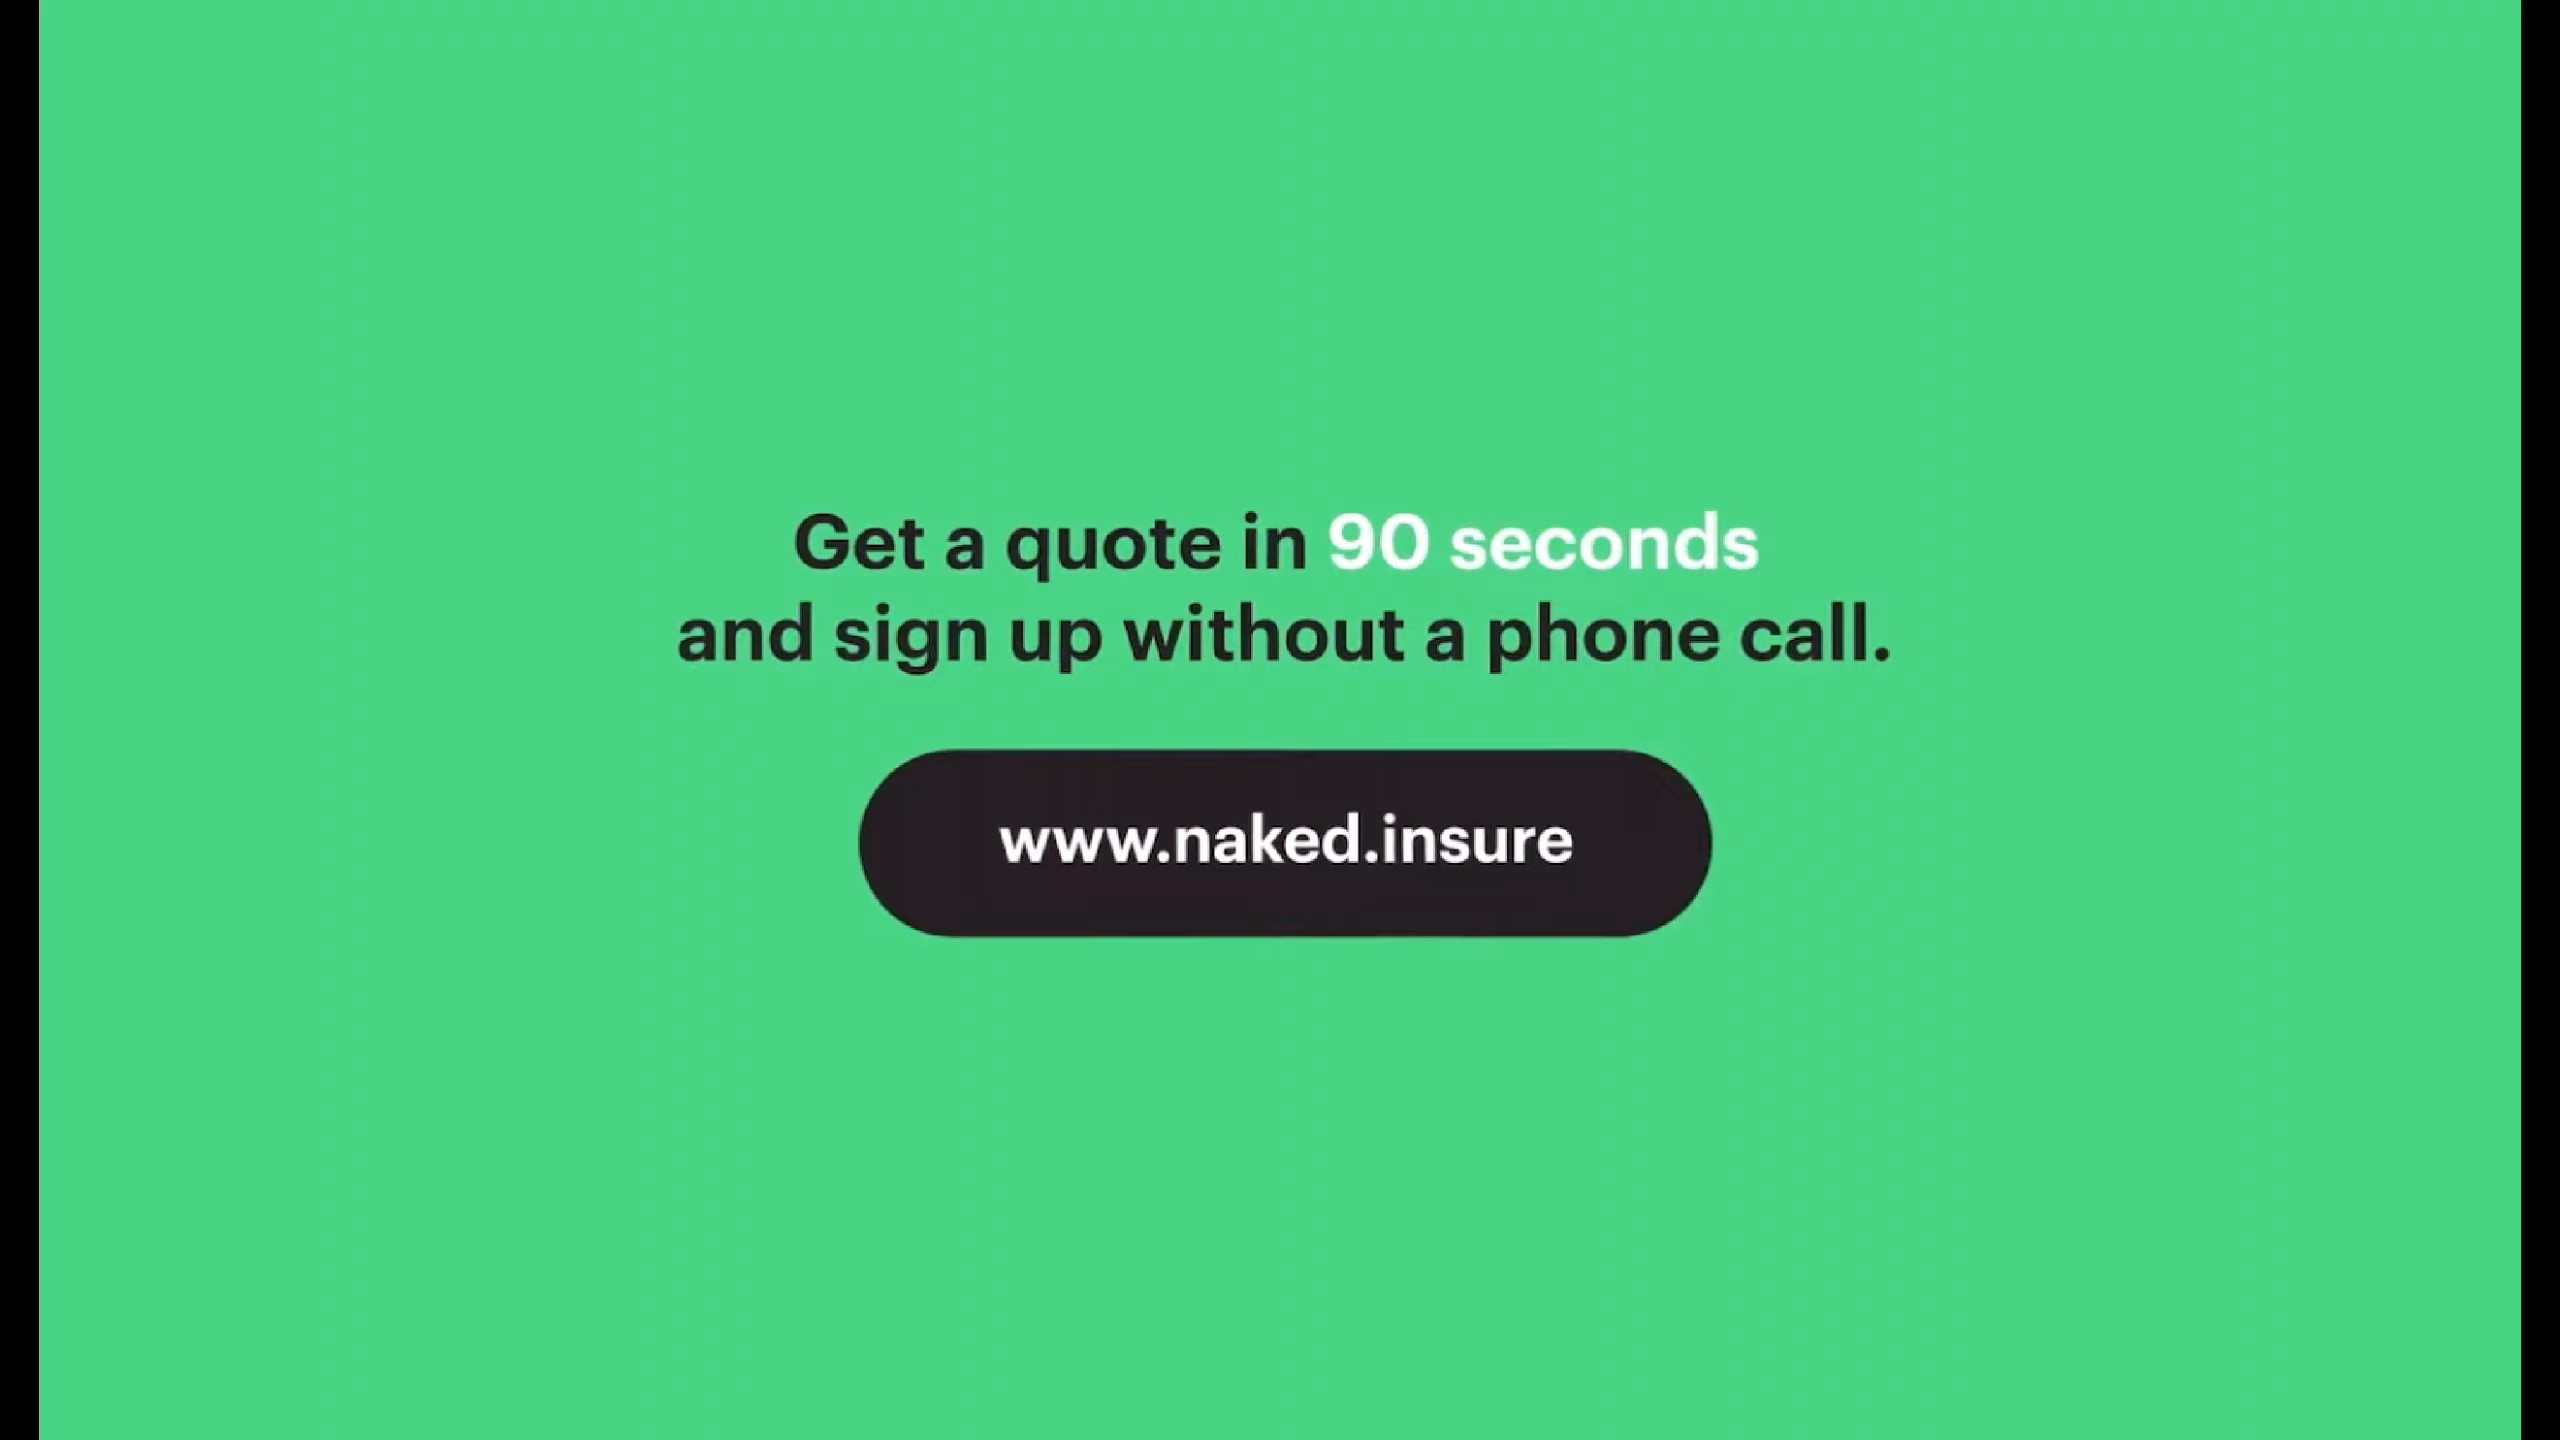 Get a quote in 90 seconds
and sign up without a phone call.
www.naked.insure